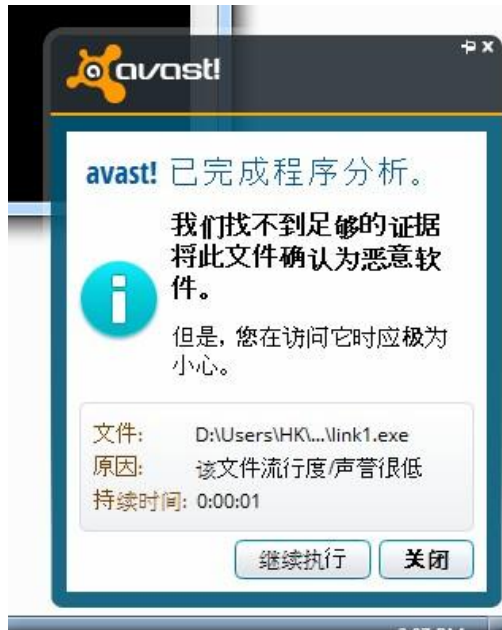 avast!
avast! 已完成程序分析。
我们找不到足够的证据
将此文件确认为恶意软
件。
但是, 您在访问它时应极为
小心。
文件: D:\Users\HK\...\link1.exe
原因: 该文件流行度/声誉很低
持续时间: 0:00:01
继续执行 关闭